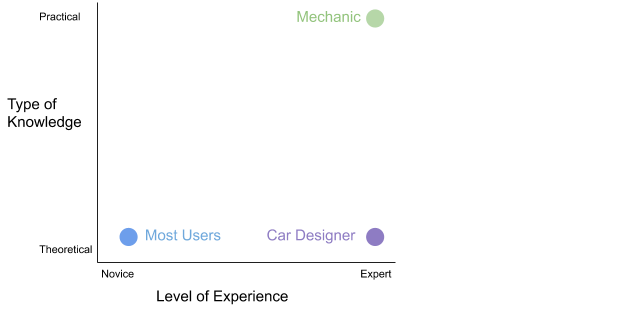 Practical
Mechanic
Type of
Knowledge
Most Users
Car Designer
Theoretical
Novice
Expert
Level of Experience